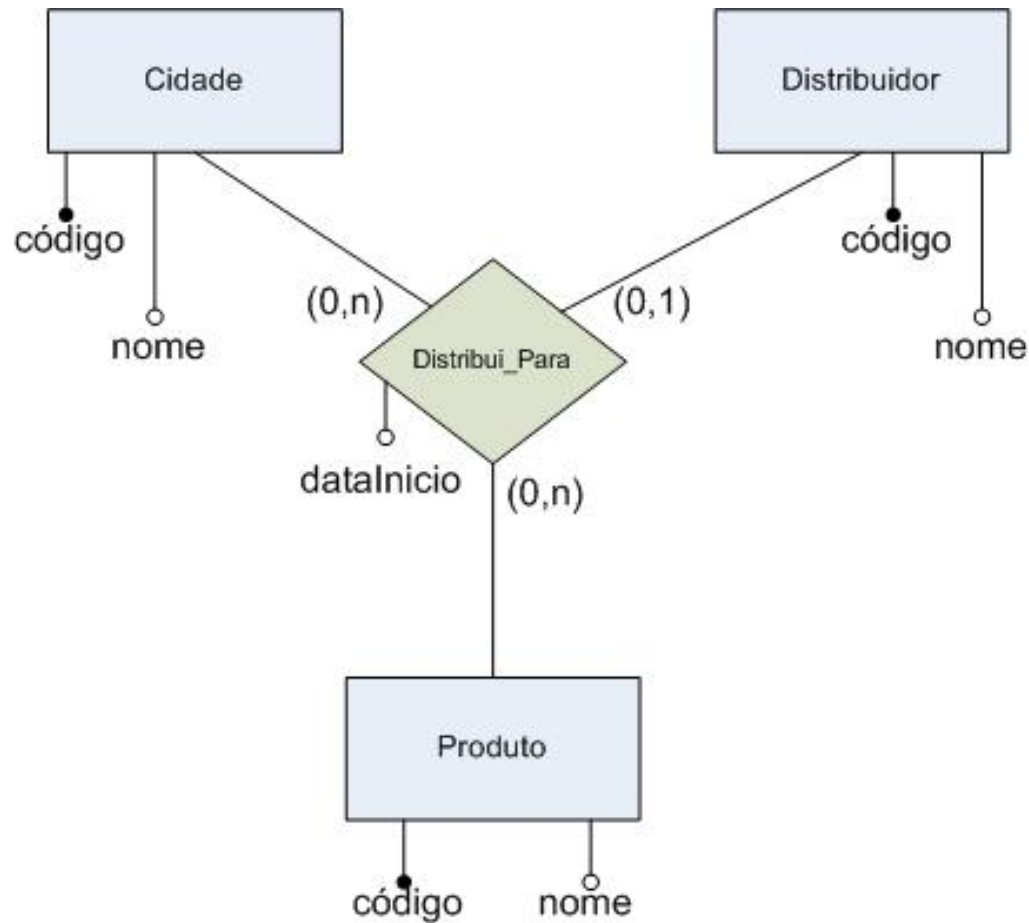 Cidade
Distribuidor
código
nome
código
nome
(0,n)
(0,1)
Distribui_Para
dataInicio
(0,n)
Produto
código
nome